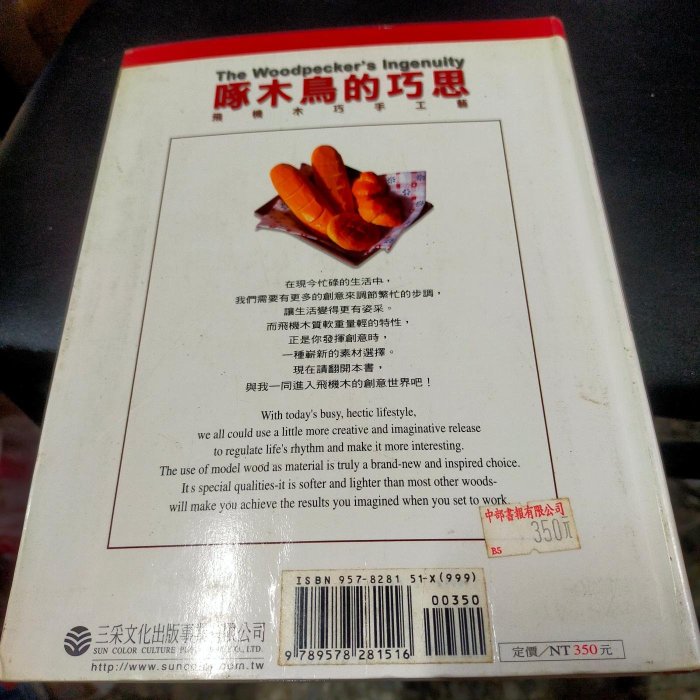 The Woodpecker's Ingenuity
啄木鳥的巧思
飛機木巧手工藝
在現今忙碌的生活中，
我們需要有更多的創意來調節繁忙的步調，
讓生活變得更有姿采。
而飛機木質軟重量輕的特性，
正是你發揮創意時，
一種嶄新的素材選擇。
現在請翻開本書，
與我一同進入飛機木的創意世界吧！
With today's busy, hectic lifestyle,
we all could use a little more creative and imaginative release
to regulate life's rhythm and make it more interesting.
The use of model wood as material is truly a brand-new and inspired choice.
It s special qualities-it is softer and lighter than most other woods-
will make you achieve the results you imagined when you set to work.
中部書報有限公司
350元
B5
ISBN 957-8281 51-X(999)
00350
9 789578 281516
三采文化出版事業有限公司
SUN COLOR CULTURE CO., LTD.
http://www.
定價／NT 350 元